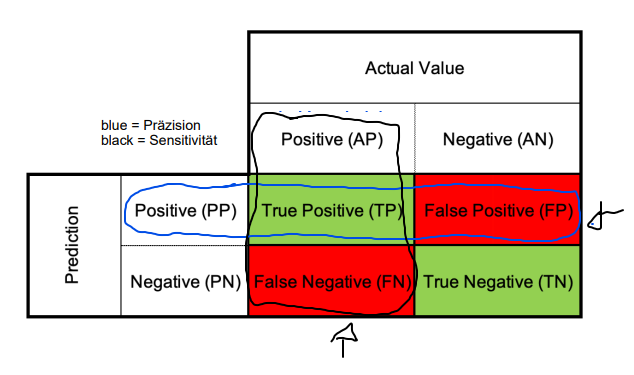 Actual Value
blue = Präzision
black = Sensitivität
Positive (AP)
Negative (AN)
Prediction
Positive (PP)
True Positive (TP)
False Positive (FP)
Negative (PN)
False Negative (FN)
True Negative (TN)